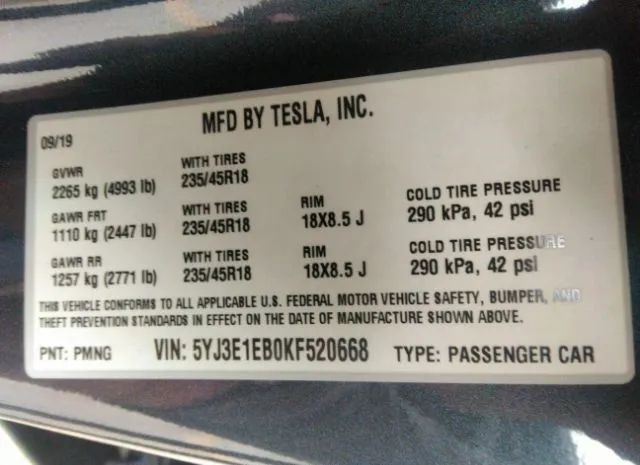 MFD BY TESLA, INC.
09/19
GVWR WITH TIRES
2265 kg (4993 lb) 235/45R18
GAWR FRT WITH TIRES RIM COLD TIRE PRESSURE
1110 kg (2447 lb) 235/45R18 18X8.5 J 290 kPa, 42 psi
GAWR RR WITH TIRES RIM COLD TIRE PRESSURE
1257 kg (2771 lb) 235/45R18 18X8.5 J 290 kPa, 42 psi
THIS VEHICLE CONFORMS TO ALL APPLICABLE U.S. FEDERAL MOTOR VEHICLE SAFETY, BUMPER, AND
THEFT PREVENTION STANDARDS IN EFFECT ON THE DATE OF MANUFACTURE SHOWN ABOVE.
PNT: PMNG VIN: 5YJ3E1EB0KF520668 TYPE: PASSENGER CAR